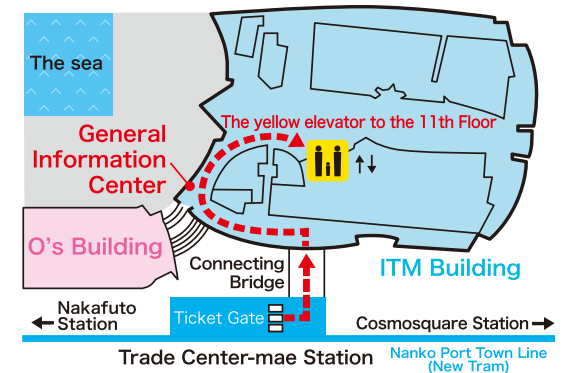 The sea
The yellow elevator to the 11th Floor
General
Information
Center
O's Building
Connecting
Bridge
ITM Building
Nakafuto
Station
Ticket Gate
Cosmosquare Station
Trade Center-mae Station
Nanko Port Town Line
(New Tram)